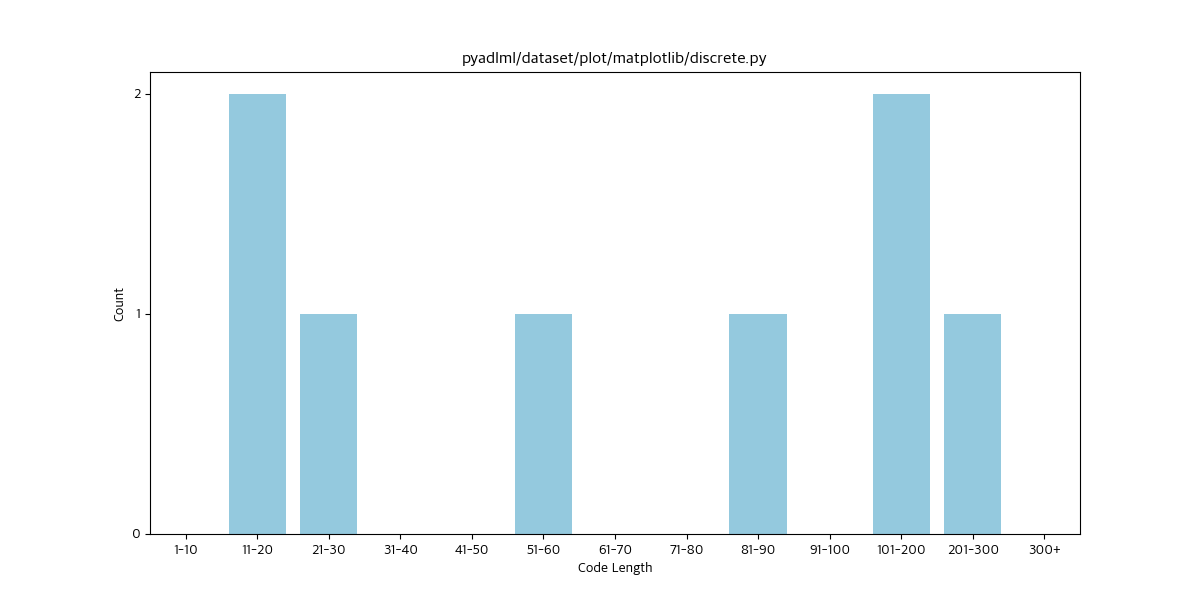 pyadlml/dataset/plot/matplotlib/discrete.py
2
1
0
Count
1-10 11-20 21-30 31-40 41-50 51-60 61-70 71-80 81-90 91-100 101-200 201-300 300+
Code Length